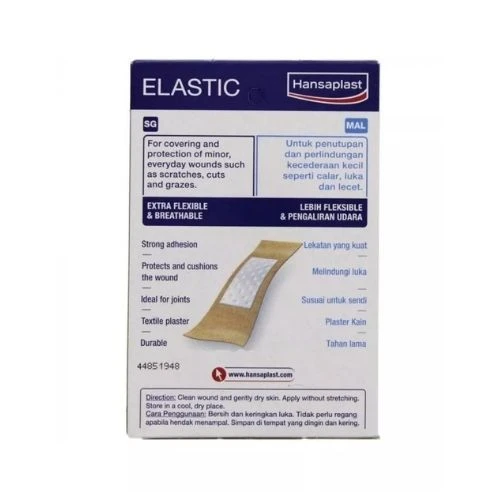 ELASTIC
Hansaplast
SG
For covering and
protection of minor,
everyday wounds such
as scratches, cuts
and grazes.
MAL
Untuk penutupan
dan perlindungan
kecederaan kecil
seperti calar, luka
dan lecet.
EXTRA FLEXIBLE
& BREATHABLE
LEBIH FLEKSIBLE
& PENGALIRAN UDARA
Strong adhesion
Protects and cushions
the wound
Ideal for joints
Textile plaster
Durable
Lekatan yang kuat
Melindungi luka
Susuai untuk sendi
Plaster Kain
Tahan lama
44851948
www.hansaplast.com
Direction: Clean wound and gently dry skin. Apply without stretching.
Store in a cool, dry place.
Cara Penggunaan: Bersih dan keringkan luka. Tidak perlu regang
apabila hendak menampal. Simpan di tempat yang dingin dan kering.